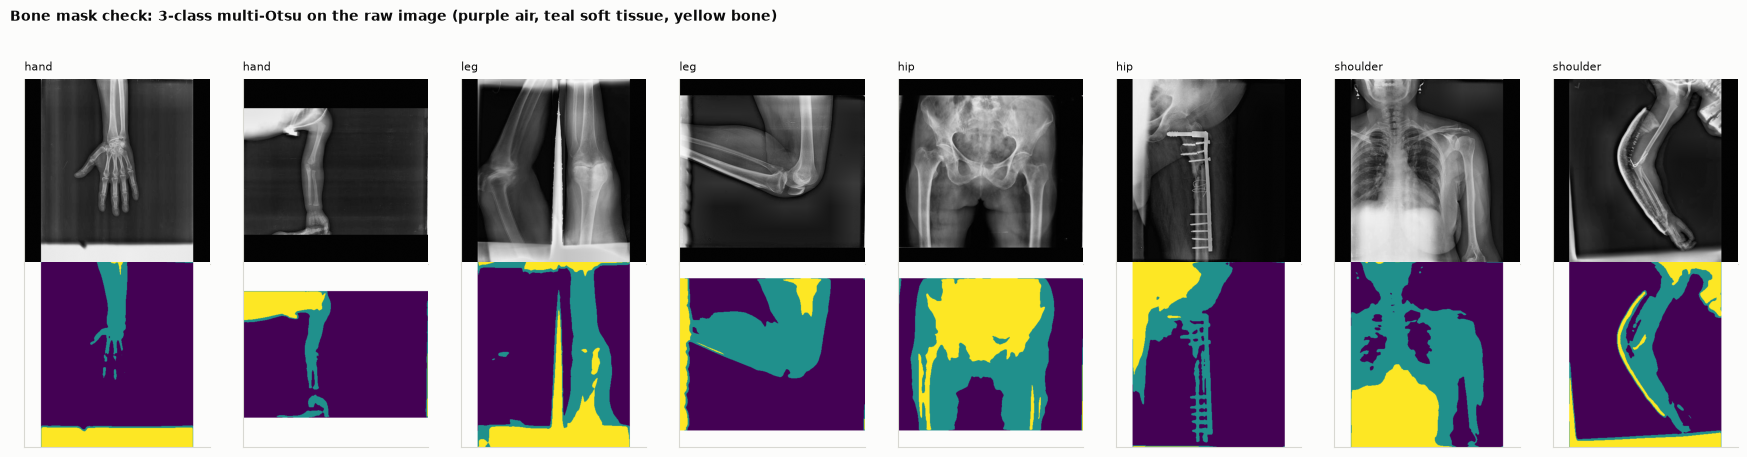 Bone mask check: 3-class multi-Otsu on the raw image (purple air, teal soft tissue, yellow bone)
hand
hand
leg
leg
hip
hip
shoulder
shoulder